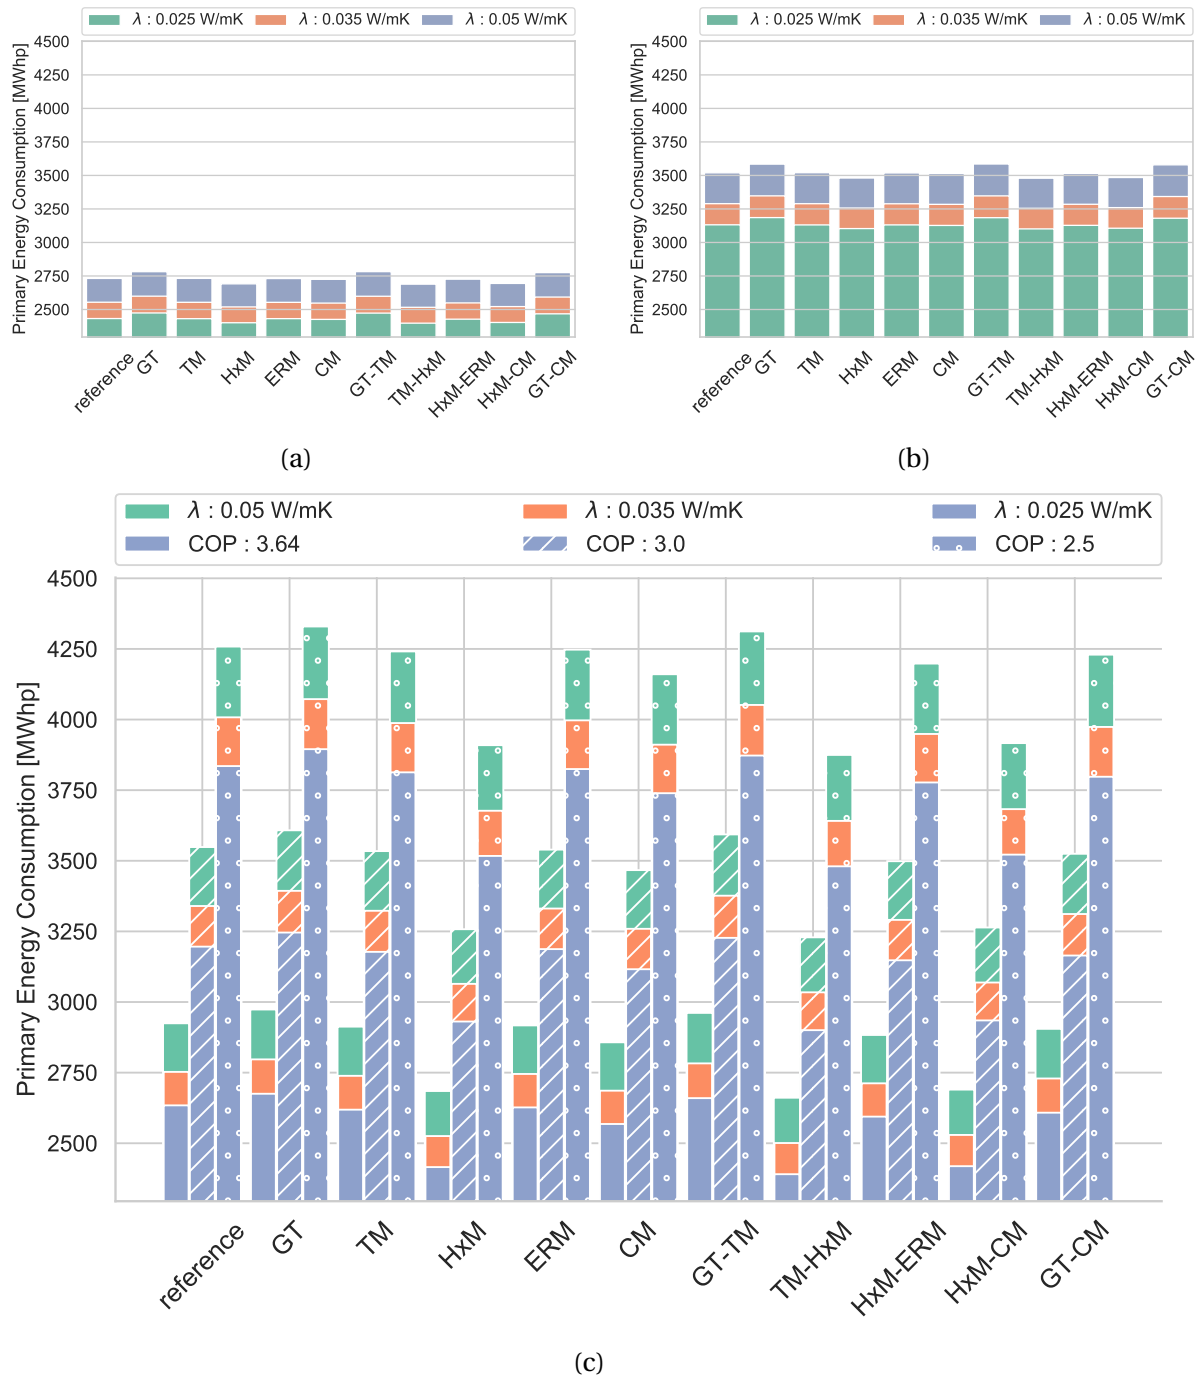 λ : 0.025 W/mK λ : 0.035 W/mK λ : 0.05 W/mK
Primary Energy Consumption [MWhp]
4500
4250
4000
3750
3500
3250
3000
2750
2500
reference GT TM HxM ERM CM GT-TM TM-HxM HxM-ERM HxM-CM GT-CM
(a)
λ : 0.025 W/mK λ : 0.035 W/mK λ : 0.05 W/mK
Primary Energy Consumption [MWhp]
4500
4250
4000
3750
3500
3250
3000
2750
2500
reference GT TM HxM ERM CM GT-TM TM-HxM HxM-ERM HxM-CM GT-CM
(b)
λ : 0.05 W/mK λ : 0.035 W/mK λ : 0.025 W/mK
COP : 3.64 COP : 3.0 COP : 2.5
Primary Energy Consumption [MWhp]
4500
4250
4000
3750
3500
3250
3000
2750
2500
reference GT TM HxM ERM CM GT-TM TM-HxM HxM-ERM HxM-CM GT-CM
(c)